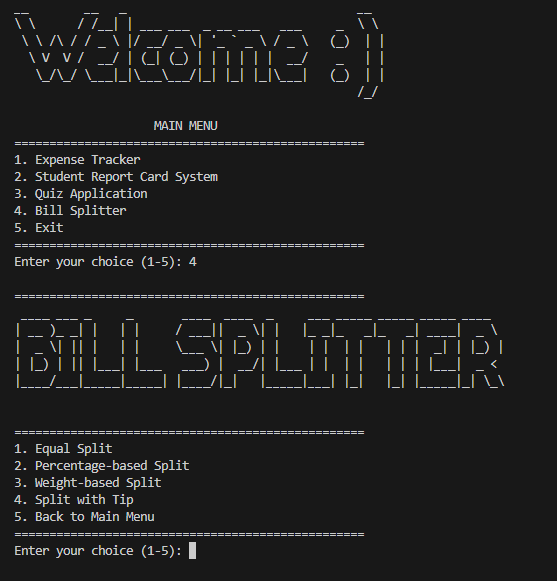 Welcome :)
MAIN MENU
==================================================
1. Expense Tracker
2. Student Report Card System
3. Quiz Application
4. Bill Splitter
5. Exit
==================================================
Enter your choice (1-5): 4
==================================================
BILL SPLITTER
==================================================
1. Equal Split
2. Percentage-based Split
3. Weight-based Split
4. Split with Tip
5. Back to Main Menu
==================================================
Enter your choice (1-5):